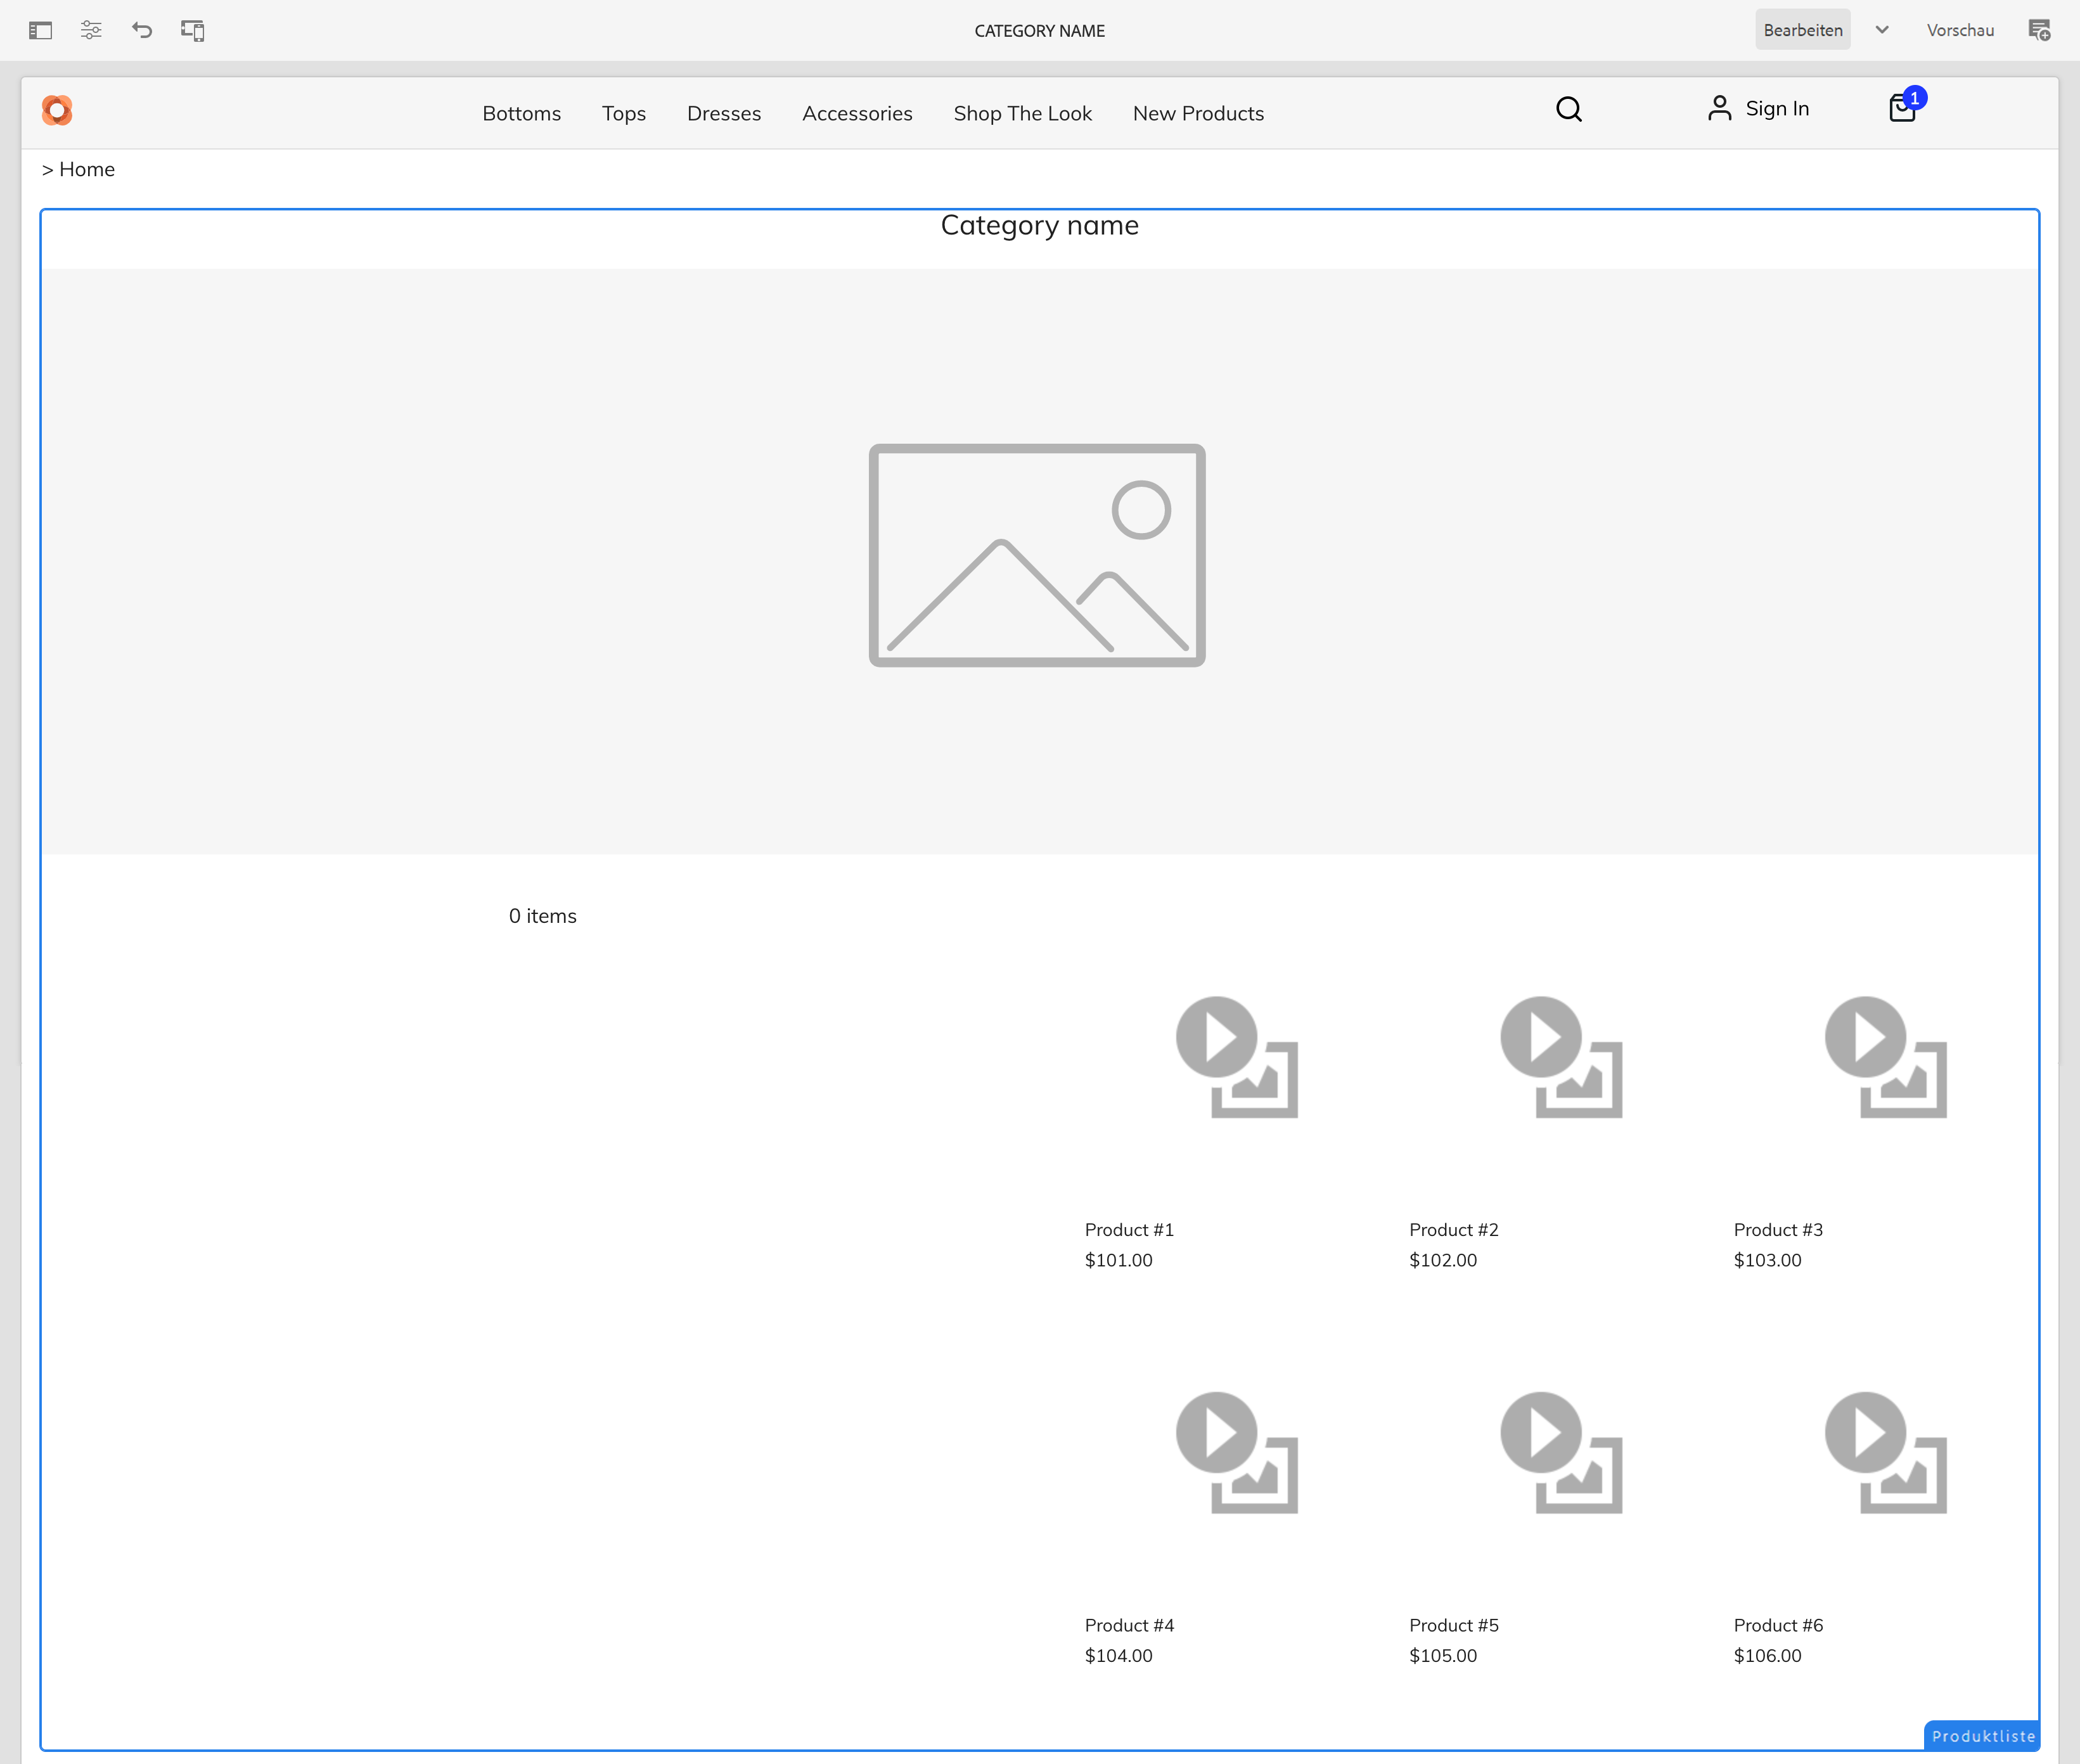 CATEGORY NAME
Bearbeiten
Vorschau
Bottoms Tops Dresses Accessories Shop The Look New Products
Sign In
1
> Home
Category name
0 items
Product #1
$101.00
Product #2
$102.00
Product #3
$103.00
Product #4
$104.00
Product #5
$105.00
Product #6
$106.00
Produktliste